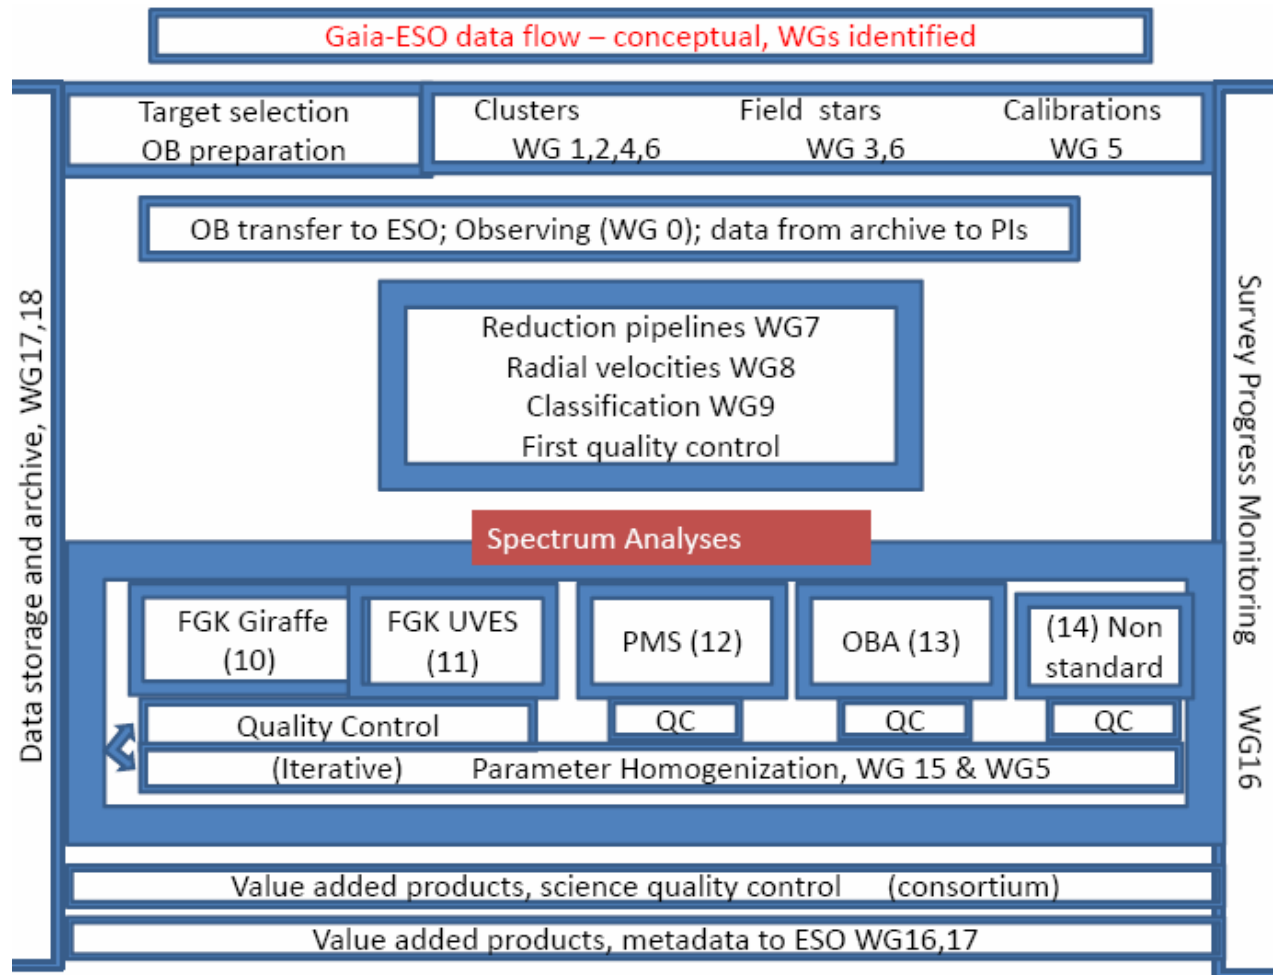 Gaia-ESO data flow – conceptual, WGs identified
Target selection
OB preparation
Clusters Field stars Calibrations
WG 1,2,4,6 WG 3,6 WG 5
OB transfer to ESO; Observing (WG 0); data from archive to PIs
Reduction pipelines WG7
Radial velocities WG8
Classification WG9
First quality control
Data storage and archive, WG17,18
Survey Progress Monitoring WG16
Spectrum Analyses
FGK Giraffe
(10)
FGK UVES
(11)
PMS (12)
OBA (13)
(14) Non
standard
Quality Control
QC
QC
QC
(Iterative) Parameter Homogenization, WG 15 & WG5
Value added products, science quality control (consortium)
Value added products, metadata to ESO WG16,17